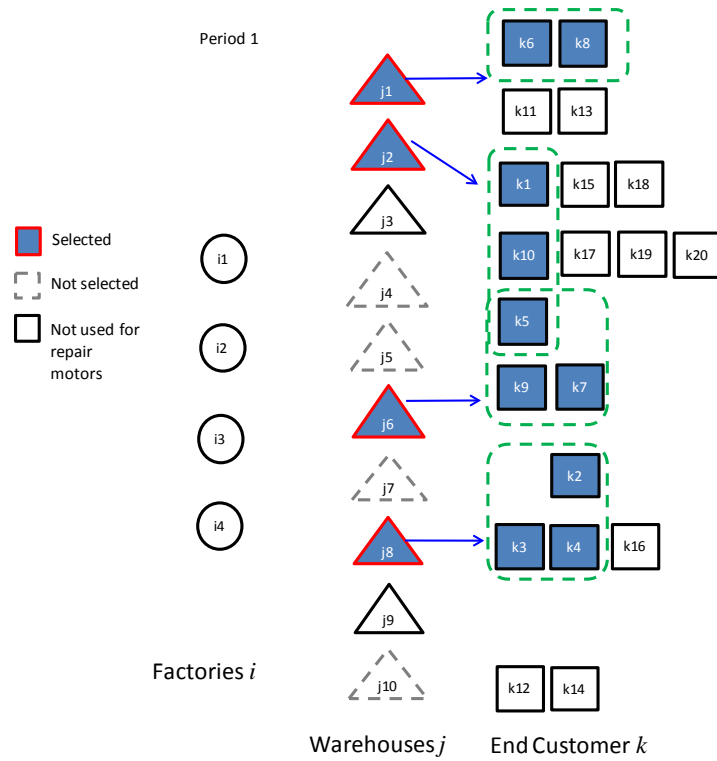 Period 1
k6 k8
j1
k11 k13
j2
k1 k15 k18
j3
Selected
i1
k10 k17 k19 k20
Not selected
j4
k5
Not used for
repair
motors
i2
j5
k9 k7
j6
i3
k2
j7
i4
j8
k3 k4 k16
j9
Factories i
j10
k12 k14
Warehouses j
End Customer k